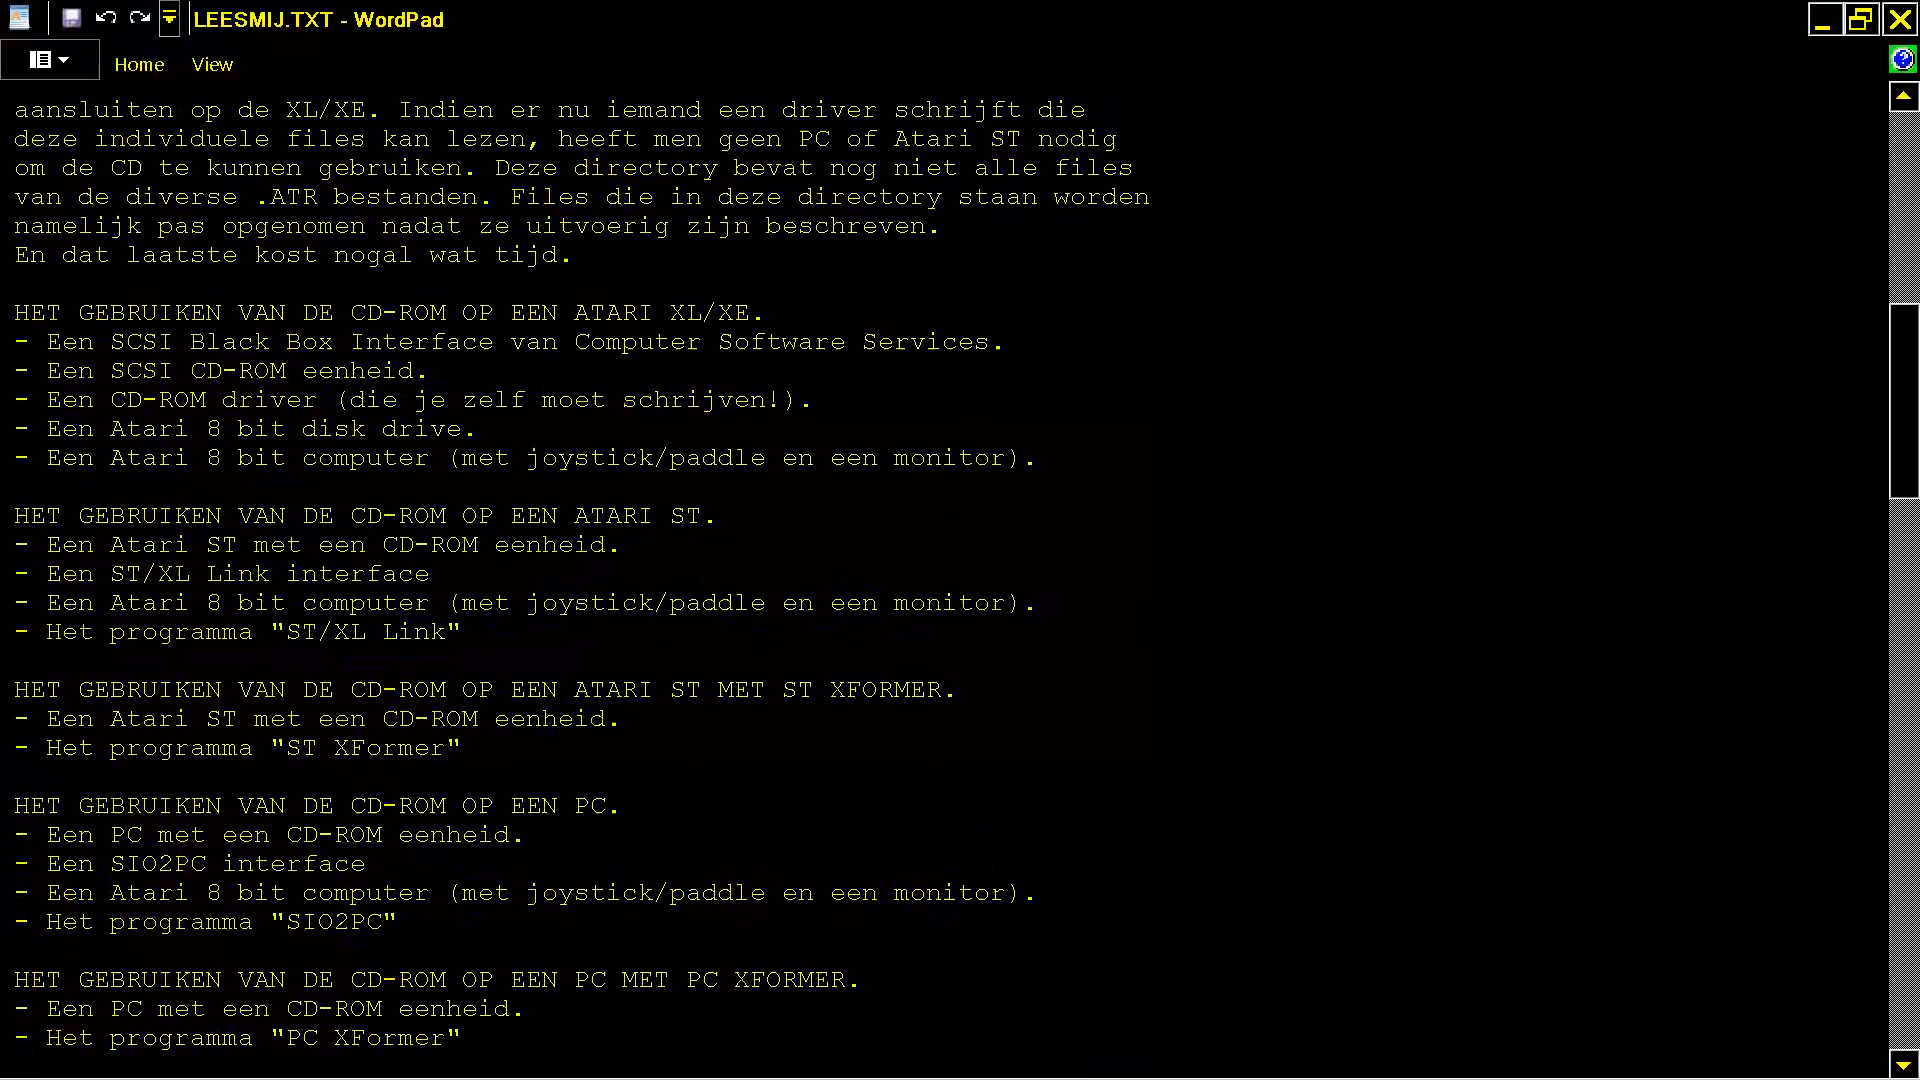 LEESMIJ.TXT - WordPad
Home View
aansluiten op de XL/XE. Indien er nu iemand een driver schrijft die
deze individuele files kan lezen, heeft men geen PC of Atari ST nodig
om de CD te kunnen gebruiken. Deze directory bevat nog niet alle files
van de diverse .ATR bestanden. Files die in deze directory staan worden
namelijk pas opgenomen nadat ze uitvoerig zijn beschreven.
En dat laatste kost nogal wat tijd.
HET GEBRUIKEN VAN DE CD-ROM OP EEN ATARI XL/XE.
- Een SCSI Black Box Interface van Computer Software Services.
- Een SCSI CD-ROM eenheid.
- Een CD-ROM driver (die je zelf moet schrijven!).
- Een Atari 8 bit disk drive.
- Een Atari 8 bit computer (met joystick/paddle en een monitor).
HET GEBRUIKEN VAN DE CD-ROM OP EEN ATARI ST.
- Een Atari ST met een CD-ROM eenheid.
- Een ST/XL Link interface
- Een Atari 8 bit computer (met joystick/paddle en een monitor).
- Het programma "ST/XL Link"
HET GEBRUIKEN VAN DE CD-ROM OP EEN ATARI ST MET ST XFORMER.
- Een Atari ST met een CD-ROM eenheid.
- Het programma "ST XFormer"
HET GEBRUIKEN VAN DE CD-ROM OP EEN PC.
- Een PC met een CD-ROM eenheid.
- Een SIO2PC interface
- Een Atari 8 bit computer (met joystick/paddle en een monitor).
- Het programma "SIO2PC"
HET GEBRUIKEN VAN DE CD-ROM OP EEN PC MET PC XFORMER.
- Een PC met een CD-ROM eenheid.
- Het programma "PC XFormer"